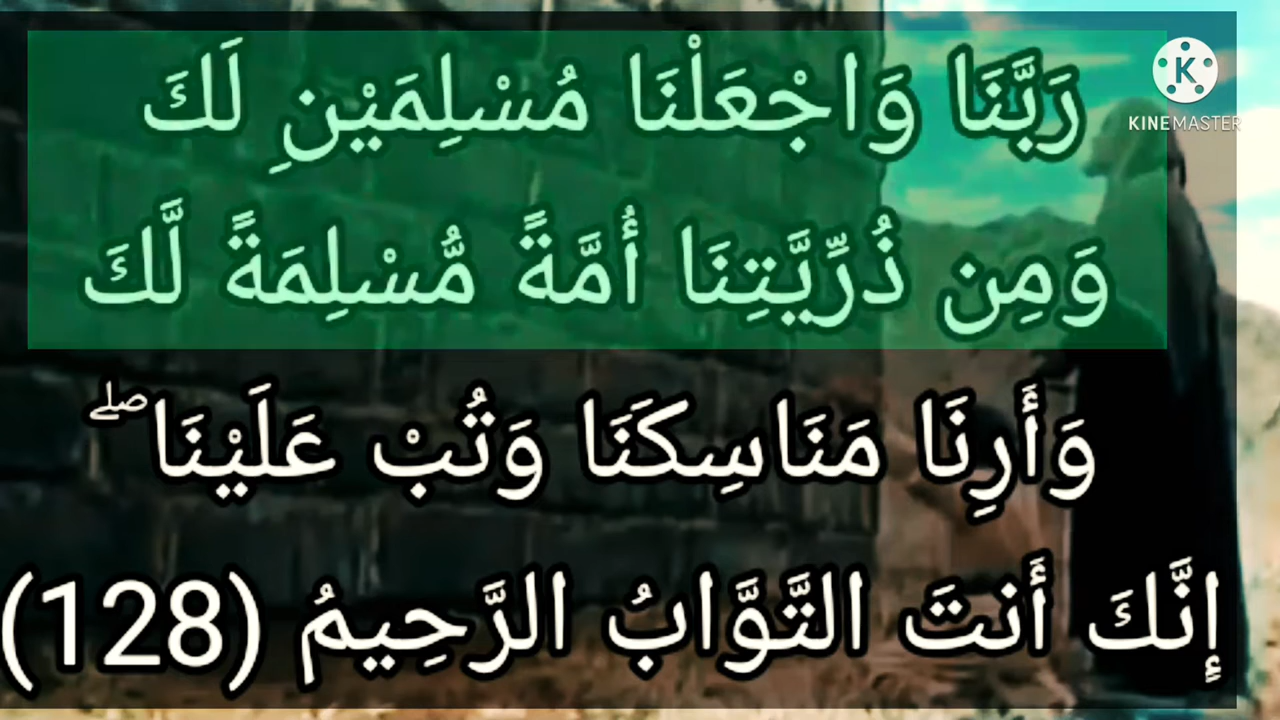 رَبَّنَا وَاجْعَلْنَا مُسْلِمَيْنِ لَكَ
وَمِن ذُرِّيَّتِنَا أُمَّةً مُّسْلِمَةً لَّكَ
وَأَرِنَا مَنَاسِكَنَا وَتُبْ عَلَيْنَا ۖ
إِنَّكَ أَنتَ التَّوَّابُ الرَّحِيمُ (128)
K
KINEMASTER